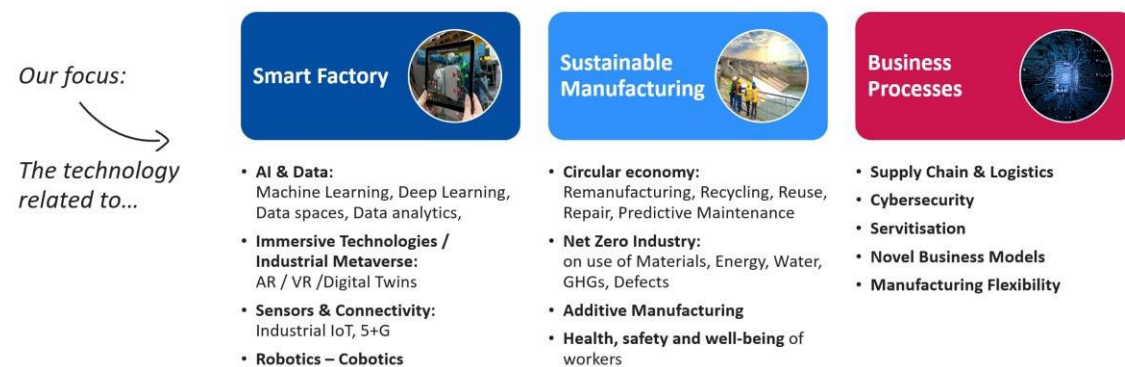 Our focus:
The technology
related to...
Smart Factory
• AI & Data:
Machine Learning, Deep Learning,
Data spaces, Data analytics,
• Immersive Technologies /
Industrial Metaverse:
AR / VR /Digital Twins
• Sensors & Connectivity:
Industrial IoT, 5+G
• Robotics – Cobotics
Sustainable
Manufacturing
• Circular economy:
Remanufacturing, Recycling, Reuse,
Repair, Predictive Maintenance
• Net Zero Industry:
on use of Materials, Energy, Water,
GHGs, Defects
• Additive Manufacturing
• Health, safety and well-being of
workers
Business
Processes
• Supply Chain & Logistics
• Cybersecurity
• Servitisation
• Novel Business Models
• Manufacturing Flexibility